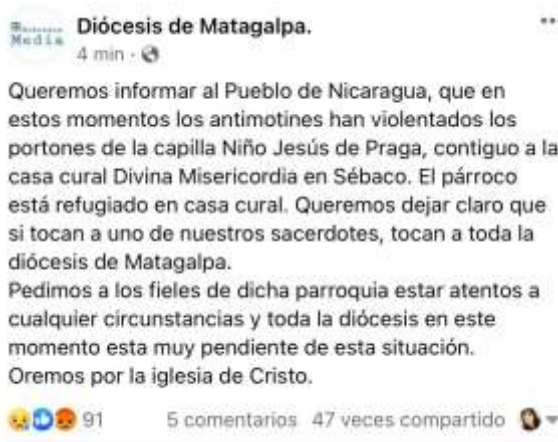 Diócesis de Matagalpa.
Media
4 min ·
Queremos informar al Pueblo de Nicaragua, que en
estos momentos los antimotines han violentados los
portones de la capilla Niño Jesús de Praga, contiguo a la
casa cural Divina Misericordia en Sébaco. El párroco
está refugiado en casa cural. Queremos dejar claro que
si tocan a uno de nuestros sacerdotes, tocan a toda la
diócesis de Matagalpa.
Pedimos a los fieles de dicha parroquia estar atentos a
cualquier circunstancias y toda la diócesis en este
momento esta muy pendiente de esta situación.
Oremos por la iglesia de Cristo.
91 5 comentarios 47 veces compartido